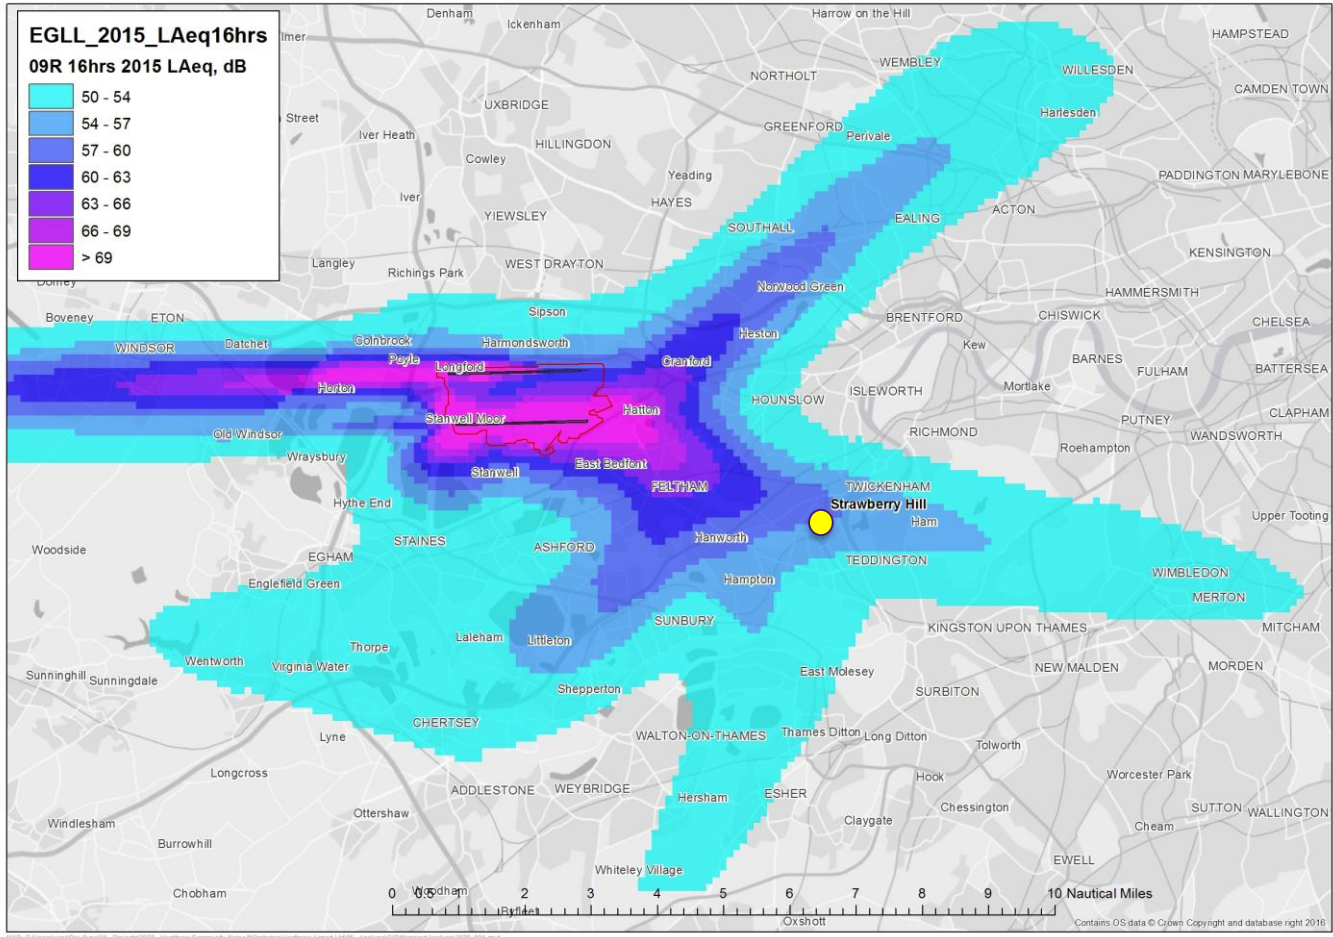 EGLL_2015_LAeq16hrs
09R 16hrs 2015 LAeq, dB
50 - 54
54 - 57
57 - 60
60 - 63
63 - 66
66 - 69
> 69
Denham
Ickenham
Harrow on the Hill
HAMPSTEAD
WEMBLEY
WILLESDEN
NORTHOLT
CAMDEN TOWN
UXBRIDGE
Harlesden
Street
GREENFORD
Iver Heath
Perivale
HILLINGDON
Cowley
Yeading
PADDINGTON
MARYLEBONE
Iver
HAYES
YIEWSLEY
EALING
ACTON
SOUTHALL
KENSINGTON
Langley
WEST DRAYTON
Richings Park
Norwood Green
HAMMERSMITH
Boveney
ETON
Sipson
BRENTFORD
CHISWICK
CHELSEA
WINDSOR
Datchet
Colnbrook
Harmondsworth
Heston
Kew
Poyle
Longford
Cranford
BARNES
FULHAM
BATTERSEA
Horton
Mortlake
ISLEWORTH
HOUNSLOW
Hatton
Stanwell Moor
PUTNEY
CLAPHAM
Old Windsor
RICHMOND
WANDSWORTH
Wraysbury
Roehampton
East Bedfont
Stanwell
FELTHAM
TWICKENHAM
Hythe End
Strawberry Hill
Upper Tooting
Ham
Hanworth
STAINES
ASHFORD
Woodside
EGHAM
TEDDINGTON
Englefield Green
Hampton
WIMBLEDON
MERTON
SUNBURY
KINGSTON UPON THAMES
MITCHAM
Laleham
Littleton
Thorpe
Wentworth
Virginia Water
NEW MALDEN
MORDEN
Sunninghill
Sunningdale
East Molesey
Shepperton
SURBITON
CHERTSEY
Lyne
WALTON-ON-THAMES
Thames Ditton
Long Ditton
Tolworth
Longcross
ADDLESTONE
WEYBRIDGE
Hook
Worcester Park
Hersham
ESHER
Chessington
SUTTON
WALLINGTON
Ottershaw
Claygate
Windlesham
Cheam
Burrowhill
EWELL
Whiteley Village
Chobham
Woodham
0 0.5 1 2 3 4 5 6 7 8 9 10 Nautical Miles
Byfleet
Oxshott
Contains OS data © Crown Copyright and database right 2016